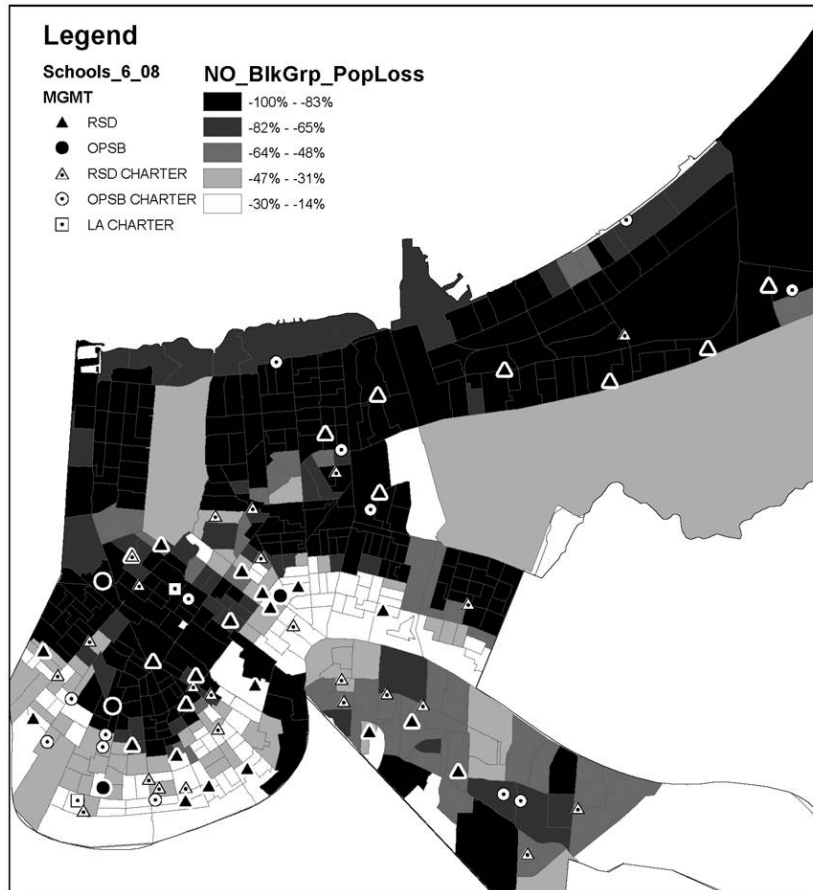 Legend
Schools_6_08
MGMT
RSD
OPSB
RSD CHARTER
OPSB CHARTER
LA CHARTER
NO_BlkGrp_PopLoss
-100% - -83%
-82% - -65%
-64% - -48%
-47% - -31%
-30% - -14%